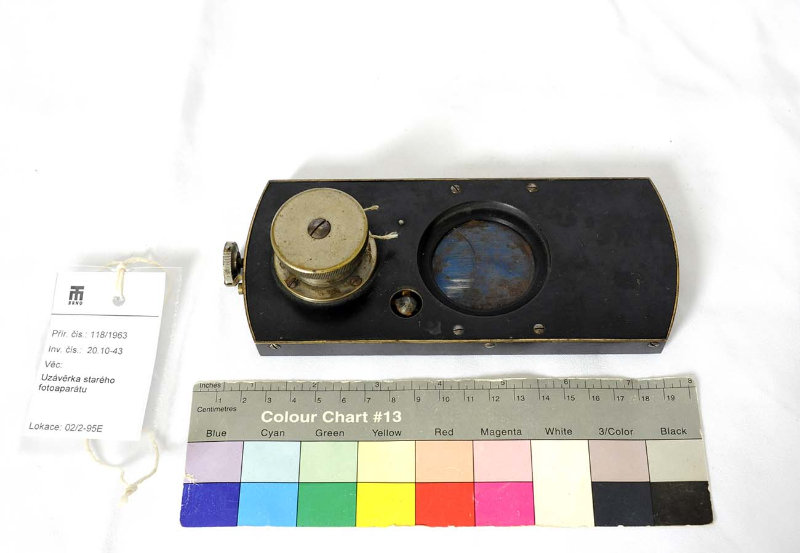 TM
BRNO
Přír. čís.: 118/1963
Inv. čís.: 20.10-43
Věc:
Uzávěrka starého
fotoaparátu
Lokace: 02/2-95E
Inches 1 2 3 4 5 6 7 8
Centimetres 1 2 3 4 5 6 7 8 9 10 11 12 13 14 15 16 17 18 19
Colour Chart #13
Blue Cyan Green Yellow Red Magenta White 3/Color Black